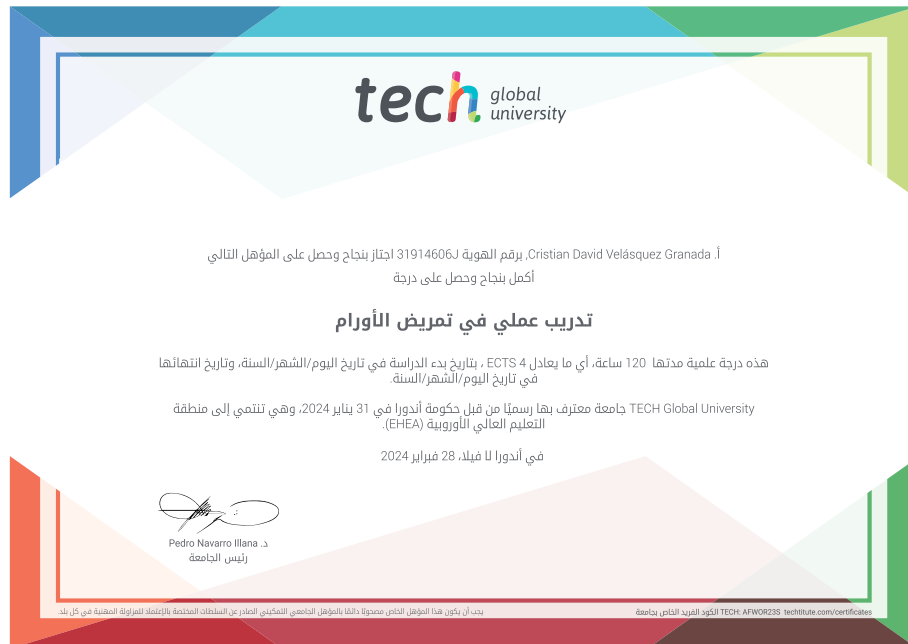 tech global university
أ. Cristian David Velásquez Granada, برقم الهوية 31914606J اجتاز بنجاح وحصل على المؤهل التالي
أكمل بنجاح وحصل على درجة
تدريب عملي في تمريض الأورام
هذه درجة علمية مدتها 120 ساعة، أي ما يعادل 4 ECTS ، بتاريخ بدء الدراسة في تاريخ اليوم/الشهر/السنة، وتاريخ انتهائها
في تاريخ اليوم/الشهر/السنة.
TECH Global University جامعة معترف بها رسميًا من قبل حكومة أندورا في 31 يناير 2024، وهي تنتمي إلى منطقة
التعليم العالي الأوروبية (EHEA).
في أندورا لا فيلا، 28 فبراير 2024
د. Pedro Navarro Illana
رئيس الجامعة
يجب أن يكون هذا المؤهل الخاص مصحوبًا دائمًا بالمؤهل الجامعي التمكيني الصادر عن السلطات المختصة بالإعتماد للمزاولة المهنية في كل بلد.
الكود الفريد الخاص بجامعة TECH: AFWOR23S techtitute.com/certificates